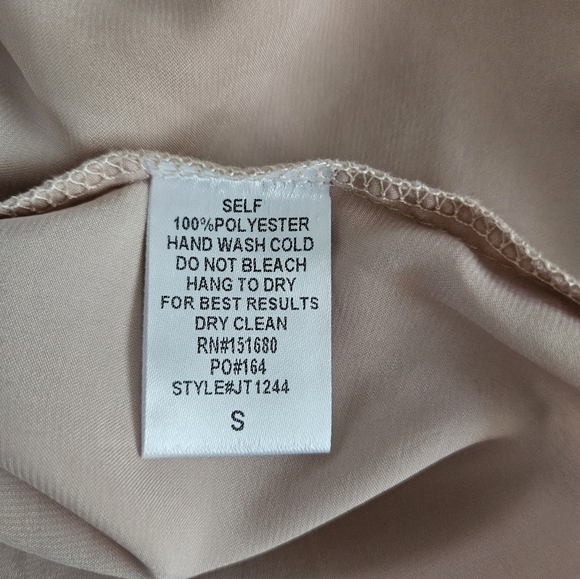 SELF
100%POLYESTER
HAND WASH COLD
DO NOT BLEACH
HANG TO DRY
FOR BEST RESULTS
DRY CLEAN
RN#151680
PO#164
STYLE#JT1244
S